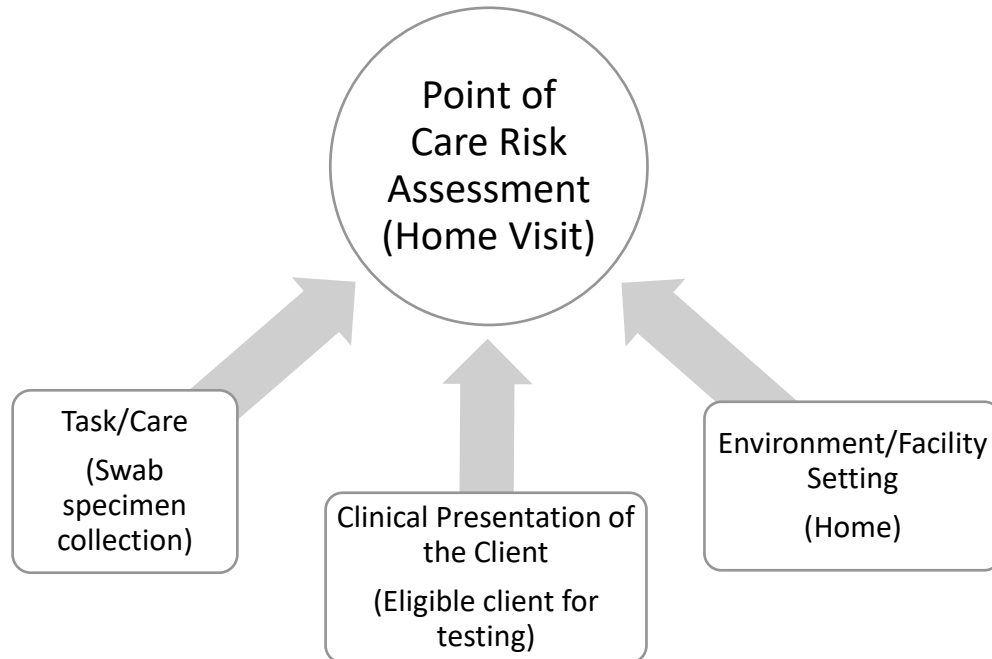 Point of
Care Risk
Assessment
(Home Visit)
Task/Care
(Swab
specimen
collection)
Clinical Presentation of
the Client
(Eligible client for
testing)
Environment/Facility
Setting
(Home)